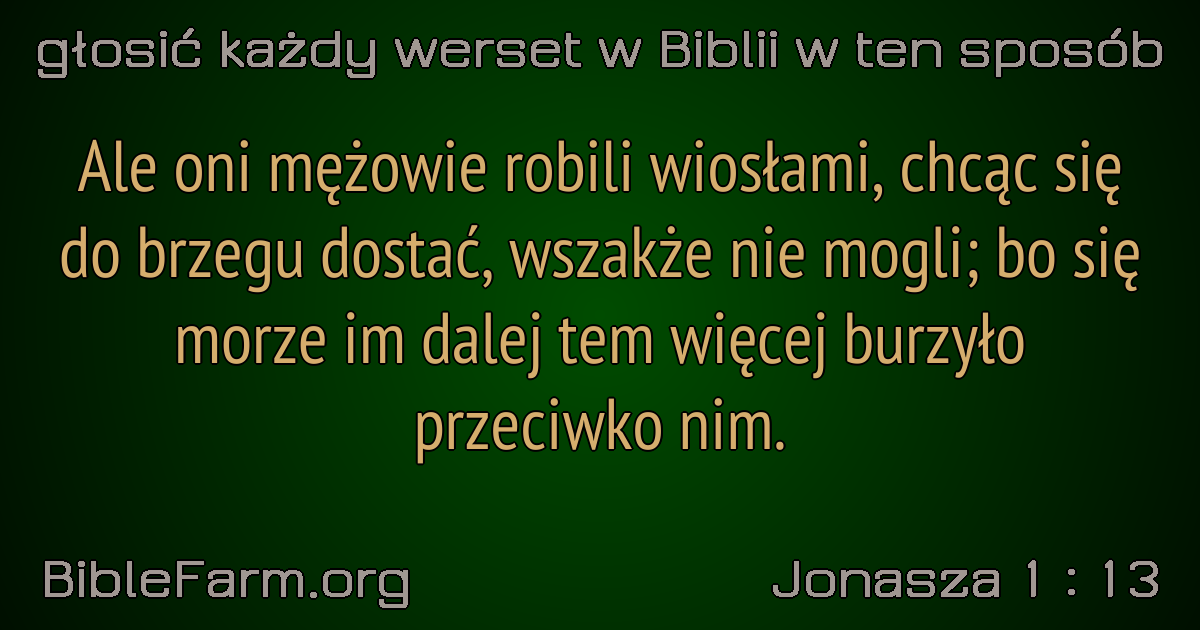 głosić każdy werset w Biblii w ten sposób
Ale oni mężowie robili wiosłami, chcąc się
do brzegu dostać, wszakże nie mogli; bo się
morze im dalej tem więcej burzyło
przeciwko nim.
BibleFarm.org
Jonasza 1 : 13